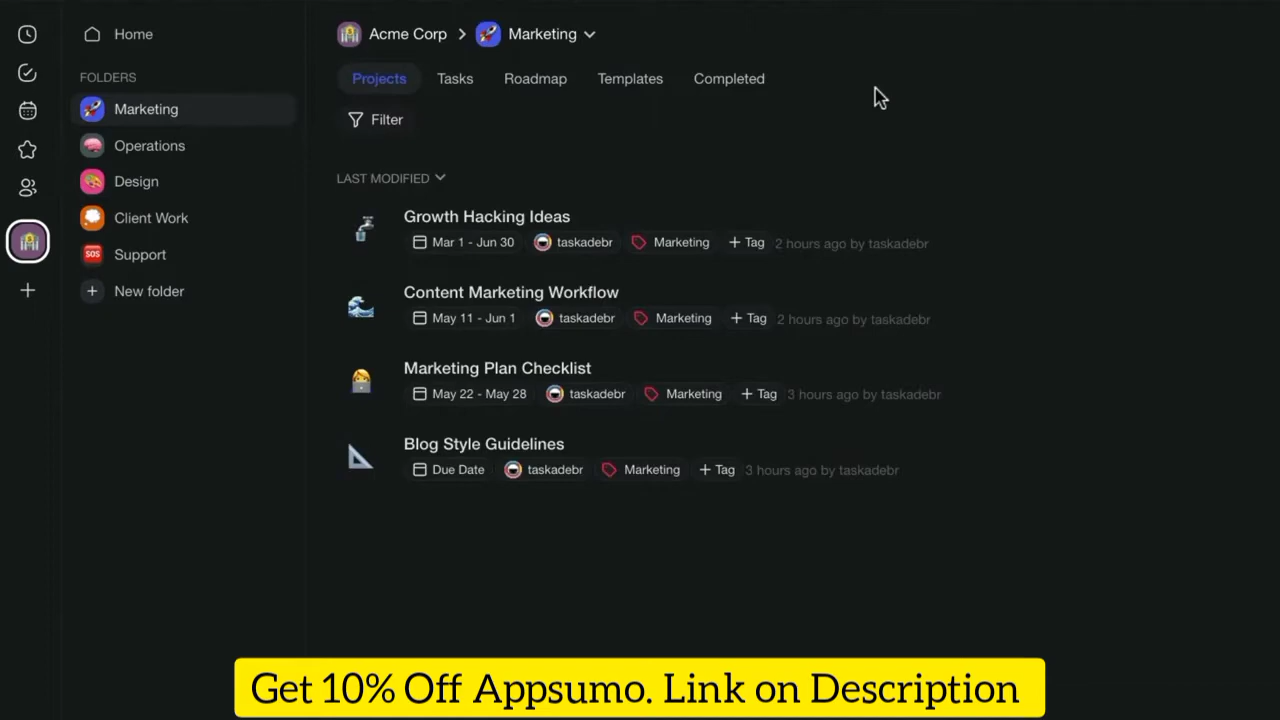 Home
FOLDERS
Marketing
Operations
Design
Client Work
SOS Support
New folder
Acme Corp Marketing
Projects Tasks Roadmap Templates Completed
Filter
LAST MODIFIED
Growth Hacking Ideas
Mar 1 - Jun 30 taskadebr Marketing + Tag 2 hours ago by taskadebr
Content Marketing Workflow
May 11 - Jun 1 taskadebr Marketing + Tag 2 hours ago by taskadebr
Marketing Plan Checklist
May 22 - May 28 taskadebr Marketing + Tag 3 hours ago by taskadebr
Blog Style Guidelines
Due Date taskadebr Marketing + Tag 3 hours ago by taskadebr
Get 10% Off Appsumo. Link on Description